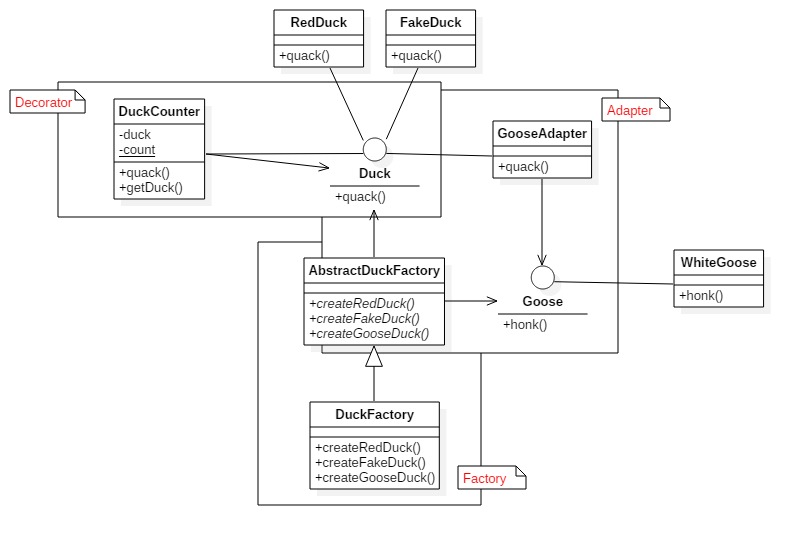 RedDuck
+quack()
FakeDuck
+quack()
Decorator
DuckCounter
-duck
-count
+quack()
+getDuck()
Adapter
GooseAdapter
+quack()
Duck
+quack()
AbstractDuckFactory
+createRedDuck()
+createFakeDuck()
+createGooseDuck()
Goose
+honk()
WhiteGoose
+honk()
DuckFactory
+createRedDuck()
+createFakeDuck()
+createGooseDuck()
Factory